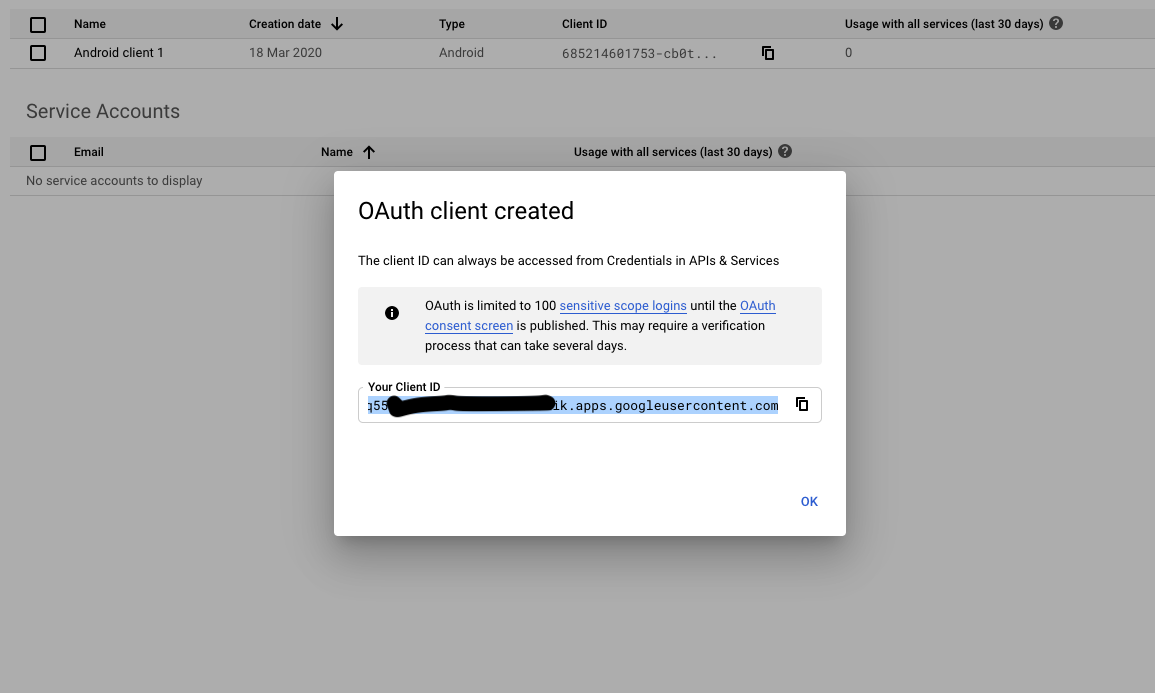 Name Creation date Type Client ID Usage with all services (last 30 days)
Android client 1 18 Mar 2020 Android 685214601753-cb0t... 0
Service Accounts
Email Name Usage with all services (last 30 days)
No service accounts to display
OAuth client created
The client ID can always be accessed from Credentials in APIs & Services
OAuth is limited to 100 sensitive scope logins until the OAuth
consent screen is published. This may require a verification
process that can take several days.
Your Client ID
q55 ik.apps.googleusercontent.com
OK